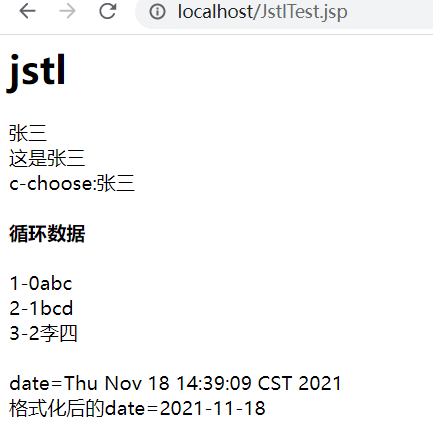 localhost/JstlTest.jsp
jstl
张三
这是张三
c-choose:张三
循环数据
1-0abc
2-1bcd
3-2李四
date=Thu Nov 18 14:39:09 CST 2021
格式化后的date=2021-11-18